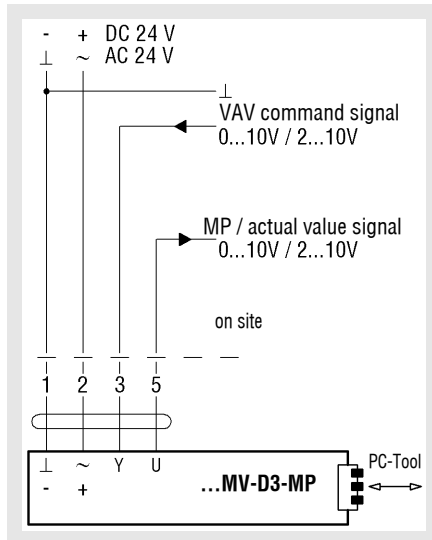 - + DC 24 V
⊥ ~ AC 24 V
⊥
VAV command signal
0...10V / 2...10V
MP / actual value signal
0...10V / 2...10V
on site
1 2 3 5
⊥ ~ Y U
- +
...MV-D3-MP
PC-Tool